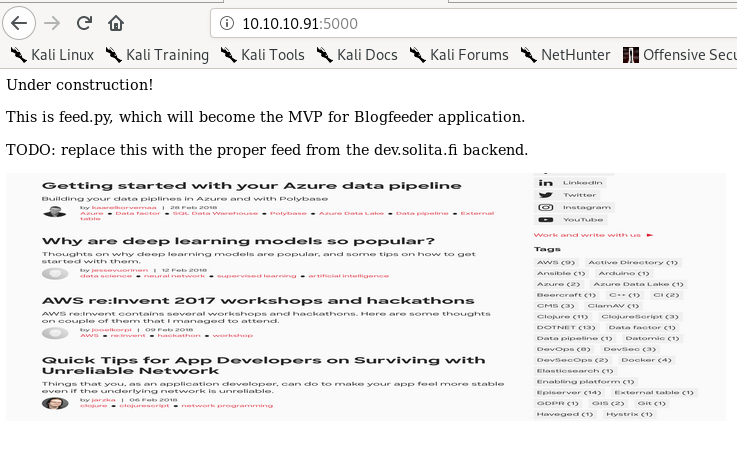 10.10.10.91:5000
Kali Linux Kali Training Kali Tools Kali Docs Kali Forums NetHunter Offensive Secu
Under construction!
This is feed.py, which will become the MVP for Blogfeeder application.
TODO: replace this with the proper feed from the dev.solita.fi backend.
Getting started with your Azure data pipeline
Building your data piplines in Azure and with Polybase
by kaarelkorvemaa | 28 Feb 2018
Azure • Data factor • SQL Data Warehouse • Polybase • Azure Data Lake • Data pipeline • External
table
Why are deep learning models so popular?
Thoughts on why deep learning models are popular, and some tips on how to get
started with them.
by jessevuorinen | 12 Feb 2018
data science • neural network • supervised learning • artificial intelligence
AWS re:Invent 2017 workshops and hackathons
AWS re:Invent contains several workshops and hackathons. Here are some thoughts
on couple of them that I managed to attend.
by jooelkorpi | 09 Feb 2018
AWS • re:invent • hackathon • workshop
Quick Tips for App Developers on Surviving with
Unreliable Network
Things that you, as an application developer, can do to make your app feel more stable
even if the underlying network is unreliable.
by jarzka | 06 Feb 2018
clojure • clojurescript • network programming
LinkedIn
Twitter
Instagram
YouTube
Work and write with us ►
Tags
AWS (9) Active Directory (1)
Ansible (1) Arduino (1)
Azure (2) Azure Data Lake (1)
Beercraft (1) C++ (1) CI (2)
CMS (3) ClamAV (1)
Clojure (11) ClojureScript (3)
DOTNET (13) Data factor (1)
Data pipeline (1) Datomic (1)
DevOps (8) DevSec (3)
DevSecOps (2) Docker (4)
Elasticsearch (1)
Enabling platform (1)
Episerver (14) External table (1)
GDPR (1) GIS (2) Git (1)
Haveged (1) Hystrix (1)